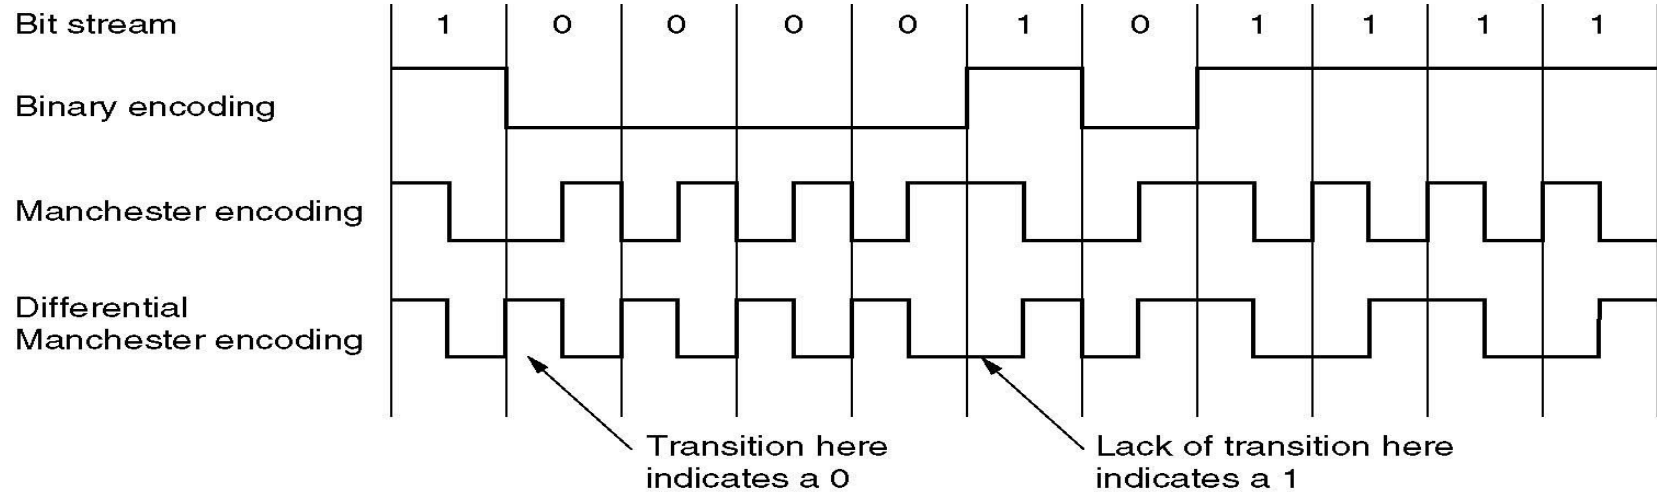 Bit stream 1 0 0 0 0 1 0 1 1 1 1
Binary encoding
Manchester encoding
Differential
Manchester encoding
Transition here
indicates a 0
Lack of transition here
indicates a 1